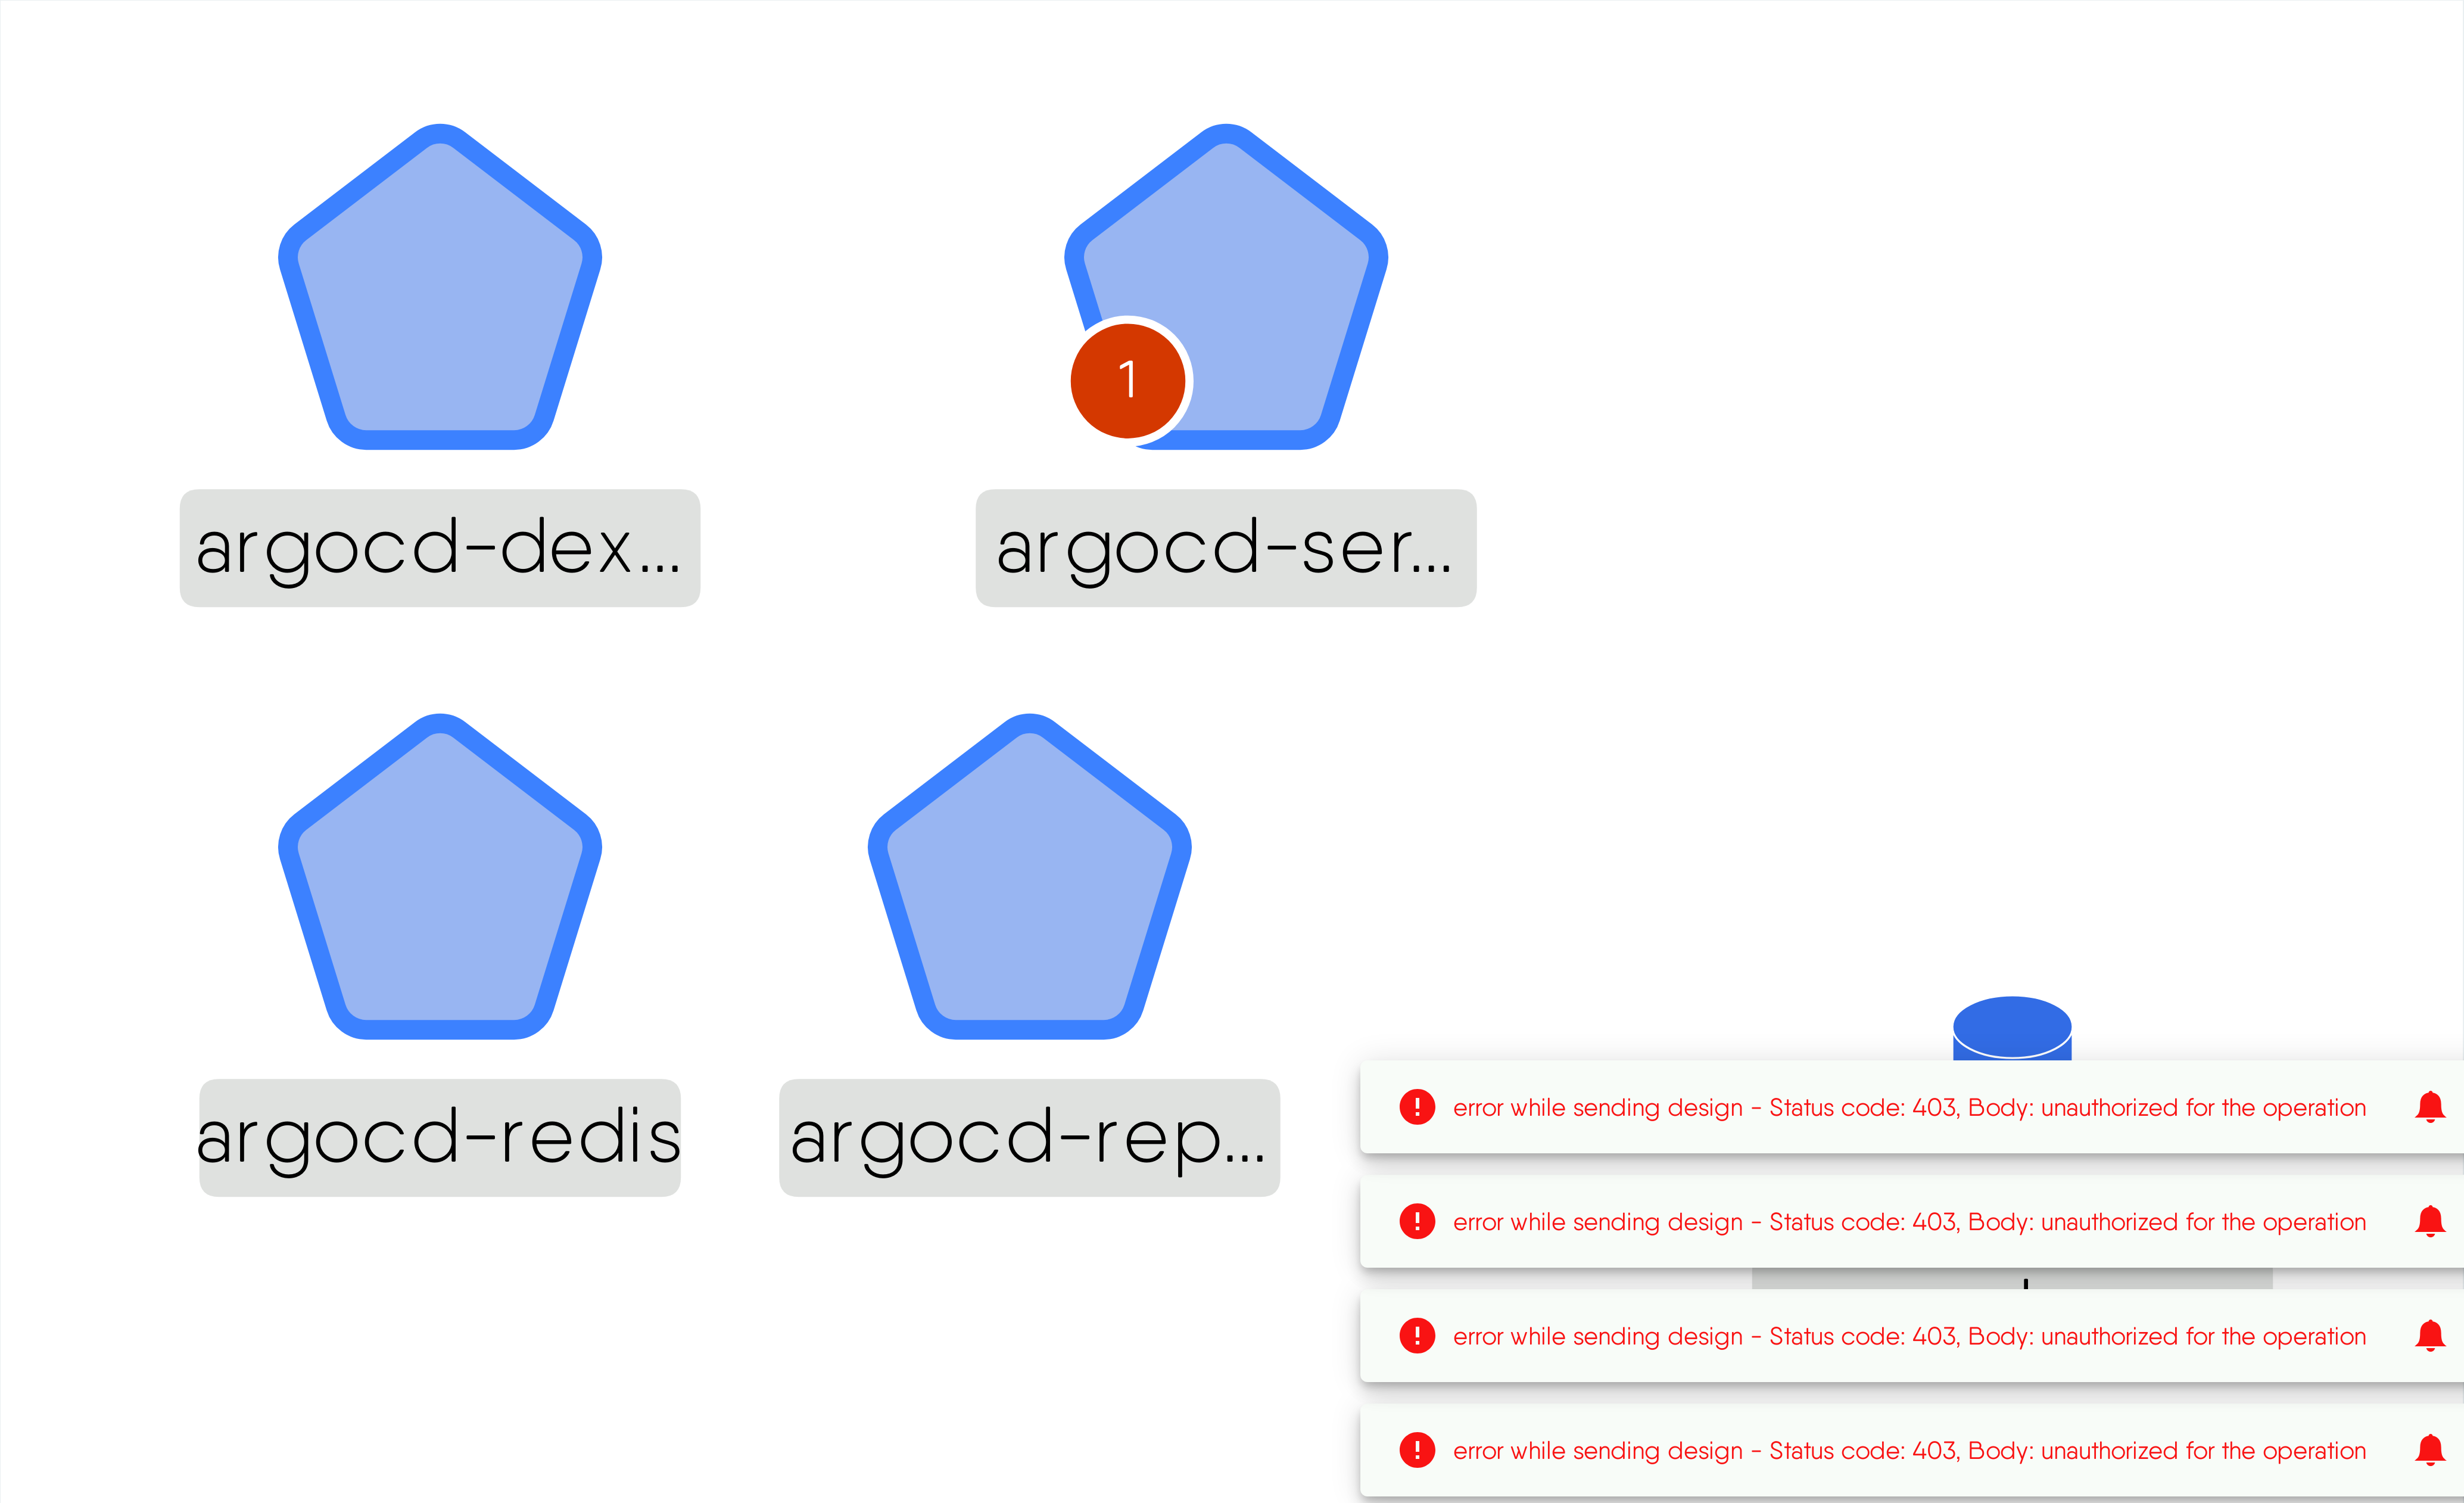 1
argocd-dex...
argocd-ser...
argocd-redis
argocd-rep...
error while sending design - Status code: 403, Body: unauthorized for the operation
error while sending design - Status code: 403, Body: unauthorized for the operation
error while sending design - Status code: 403, Body: unauthorized for the operation
error while sending design - Status code: 403, Body: unauthorized for the operation